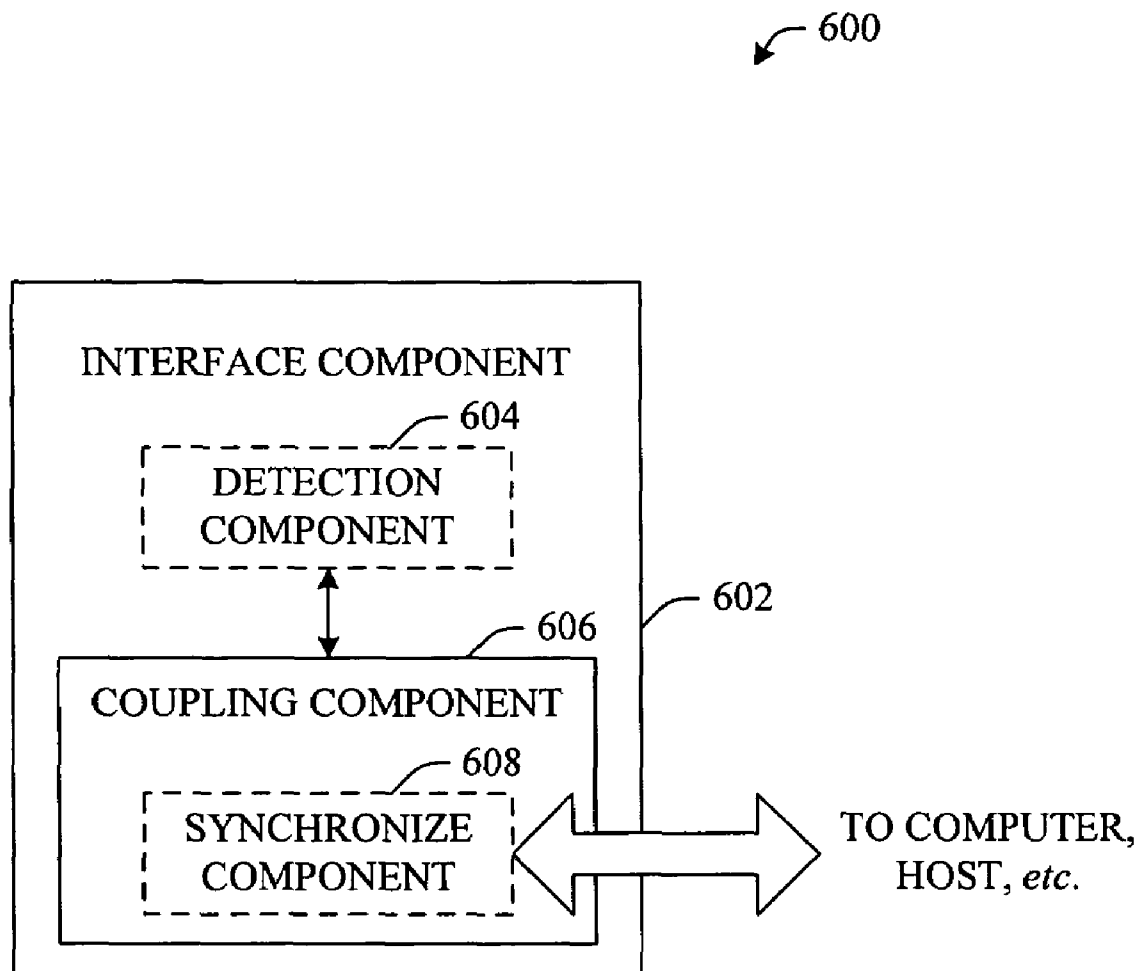 600
INTERFACE COMPONENT
604
DETECTION
COMPONENT
602
606
COUPLING COMPONENT
608
SYNCHRONIZE
COMPONENT
TO COMPUTER,
HOST, etc.